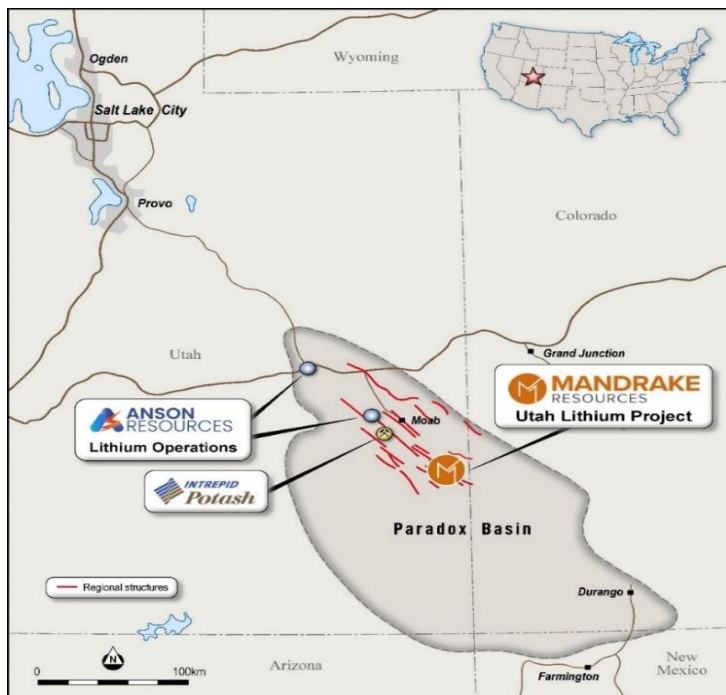 Ogden
Wyoming
Salt Lake City
Provo
Colorado
Utah
Grand Junction
ANSON
RESOURCES
Lithium Operations
MANDRAKE
RESOURCES
Utah Lithium Project
Moab
INTREPID
Potash
M
Paradox Basin
Regional structures
Durango
N
0 100km
Arizona
New
Mexico
Farmington